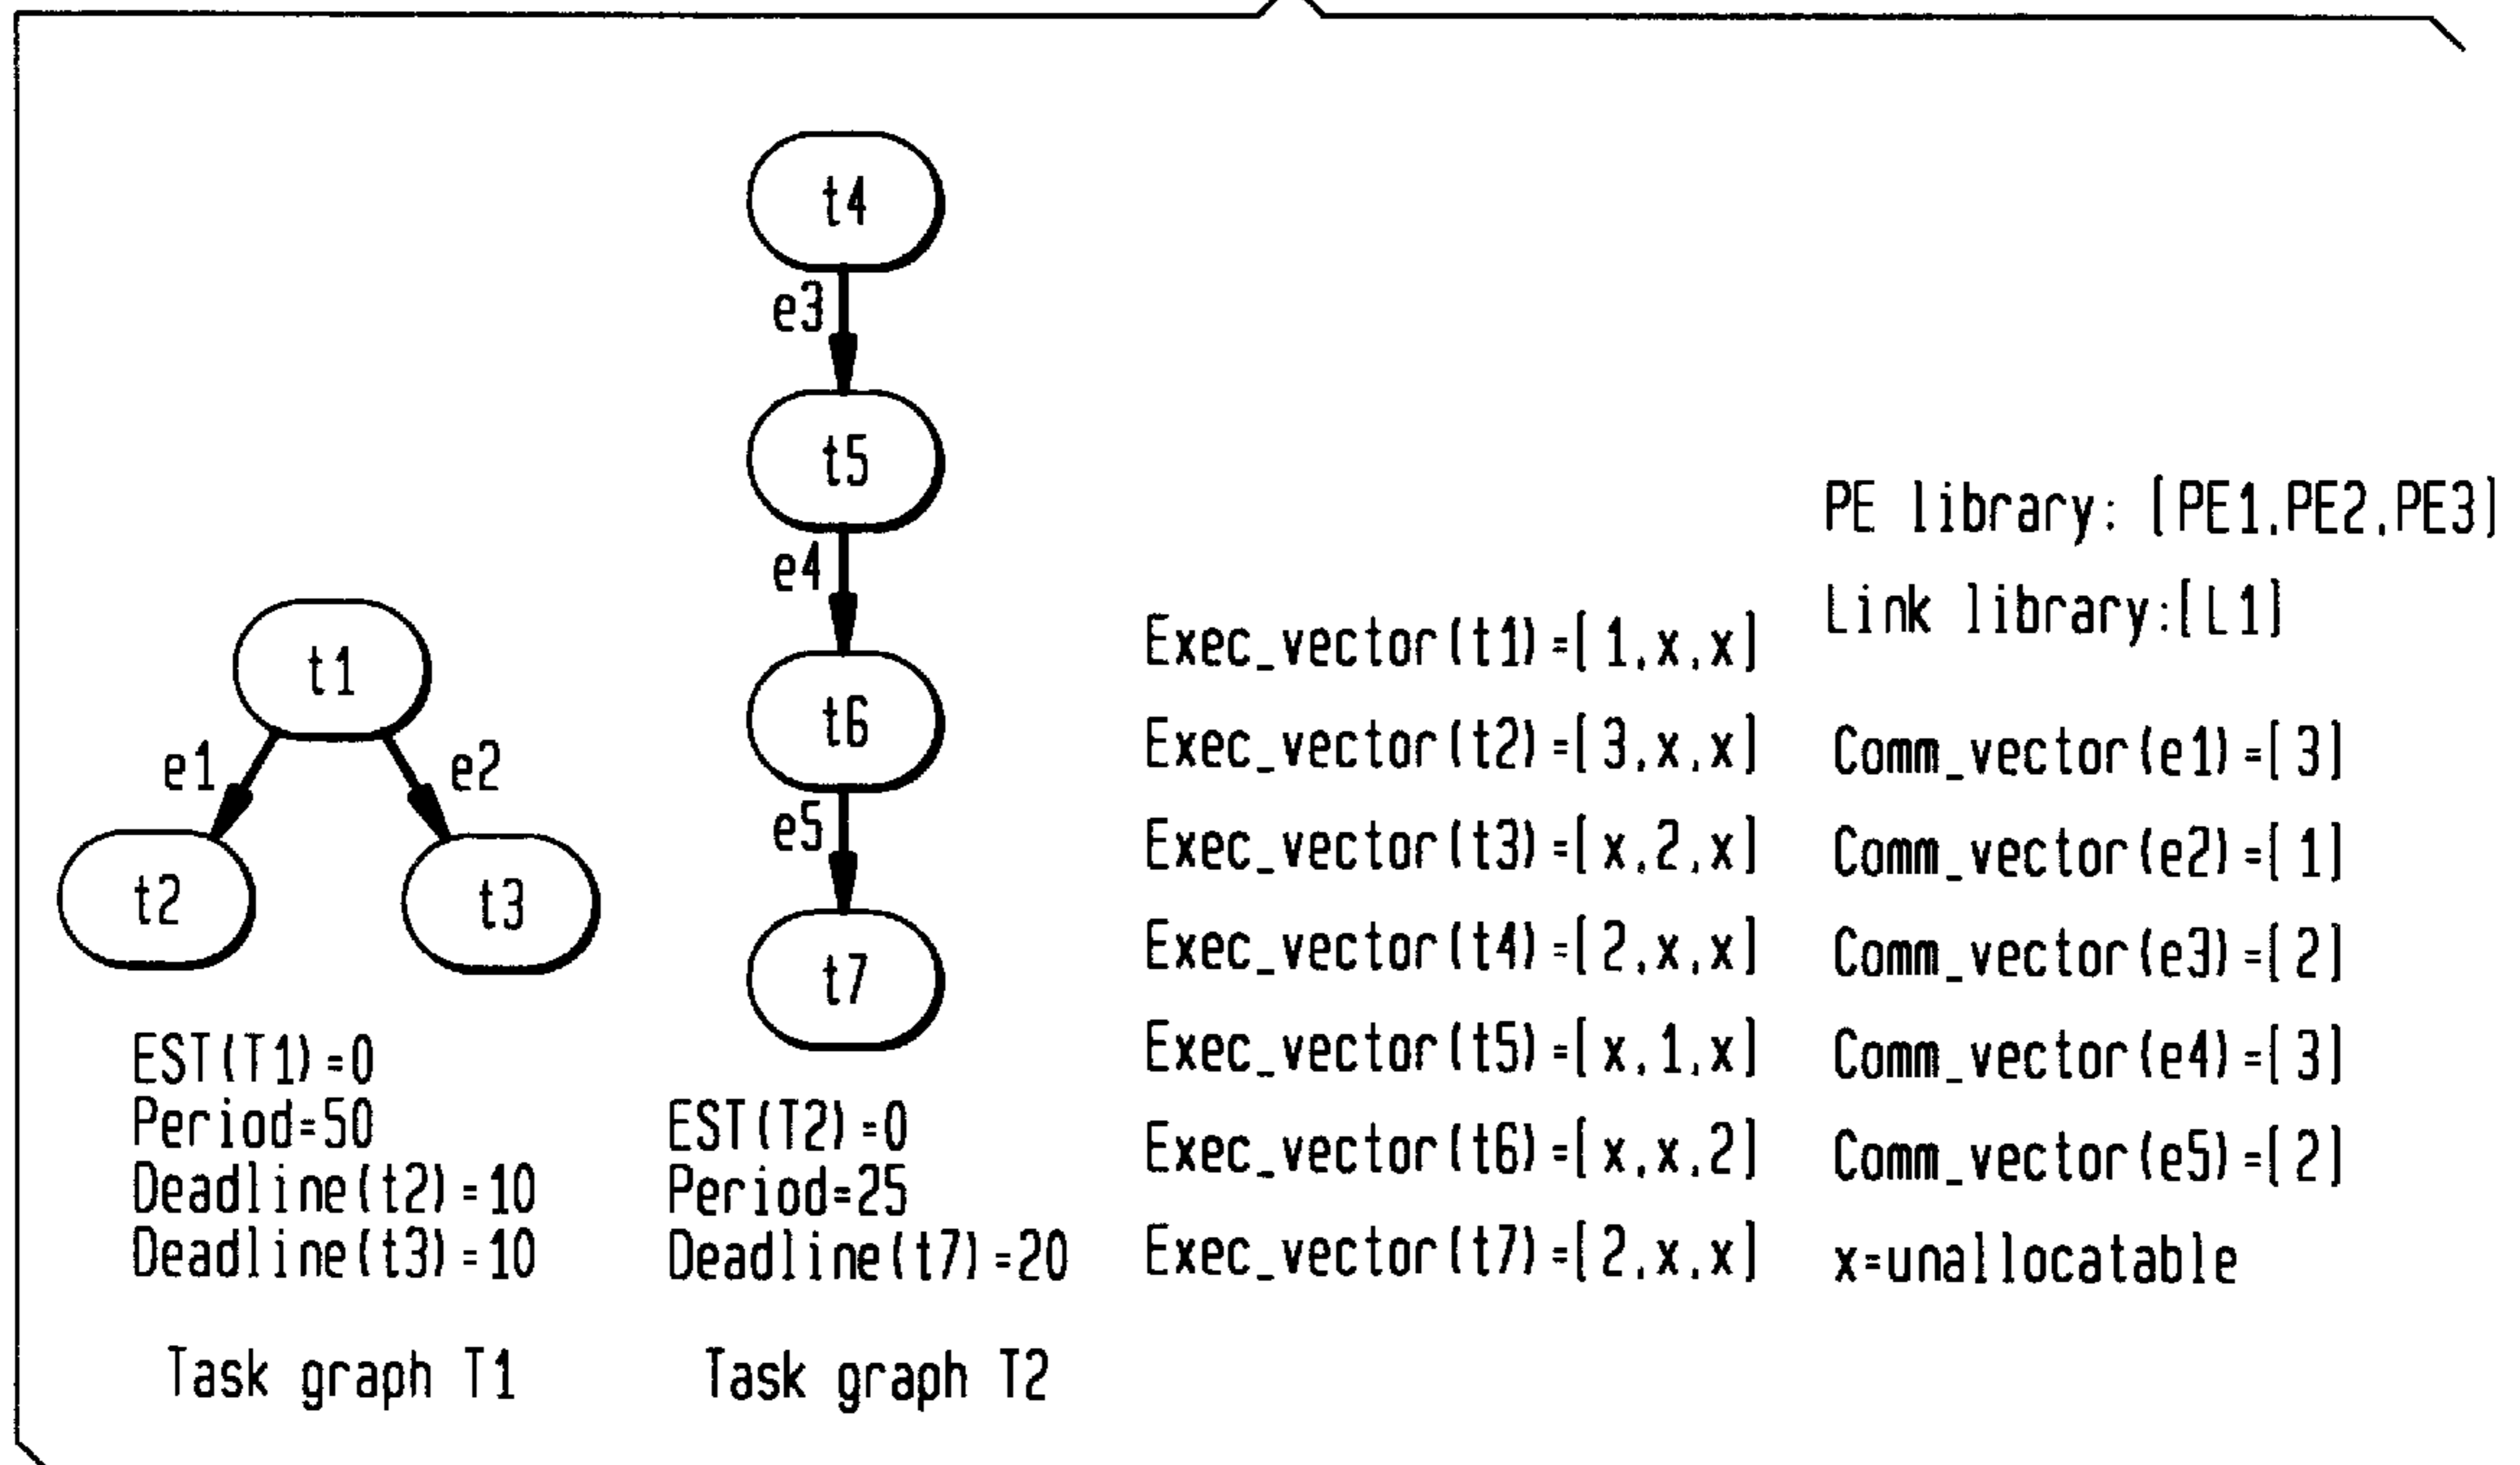 t4
e3
t5
e4
t6
e5
t7
t1
e1
e2
t2
t3
EST(T1)=0
Period=50
Deadline(t2)=10
Deadline(t3)=10
Task graph T1
EST(T2)=0
Period=25
Deadline(t7)=20
Task graph T2
Exec_vector(t1)=[1,x,x]
Exec_vector(t2)=[3,x,x]
Exec_vector(t3)=[x,2,x]
Exec_vector(t4)=[2,x,x]
Exec_vector(t5)=[x,1,x]
Exec_vector(t6)=[x,x,2]
Exec_vector(t7)=[2,x,x]
PE library: [PE1,PE2,PE3]
Link library:[L1]
Comm_vector(e1)=[3]
Comm_vector(e2)=[1]
Comm_vector(e3)=[2]
Comm_vector(e4)=[3]
Comm_vector(e5)=[2]
x=unallocatable